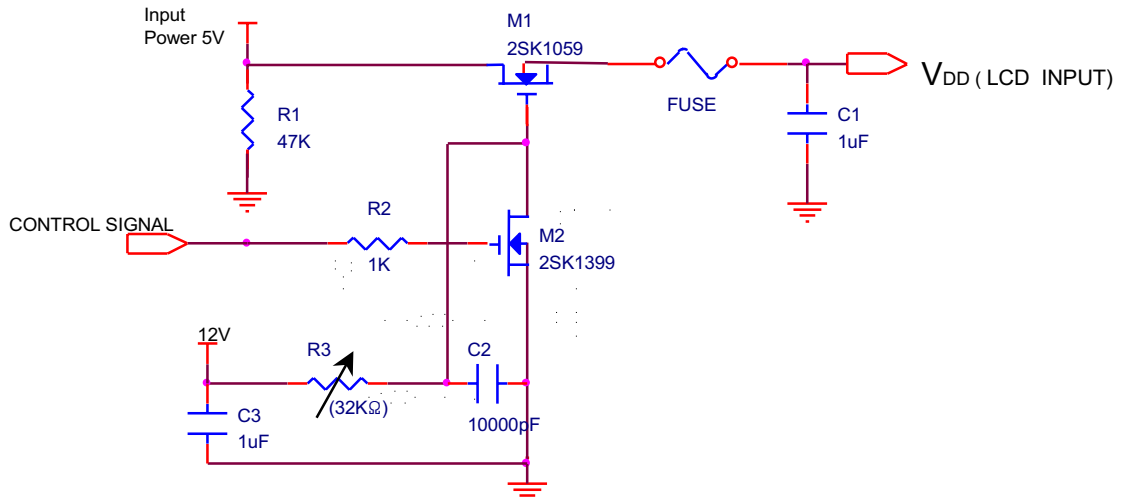 Input
Power 5V
M1
2SK1059
FUSE
VDD ( LCD INPUT)
R1
47K
C1
1uF
CONTROL SIGNAL
R2
1K
M2
2SK1399
12V
R3
(32KΩ)
C2
10000pF
C3
1uF